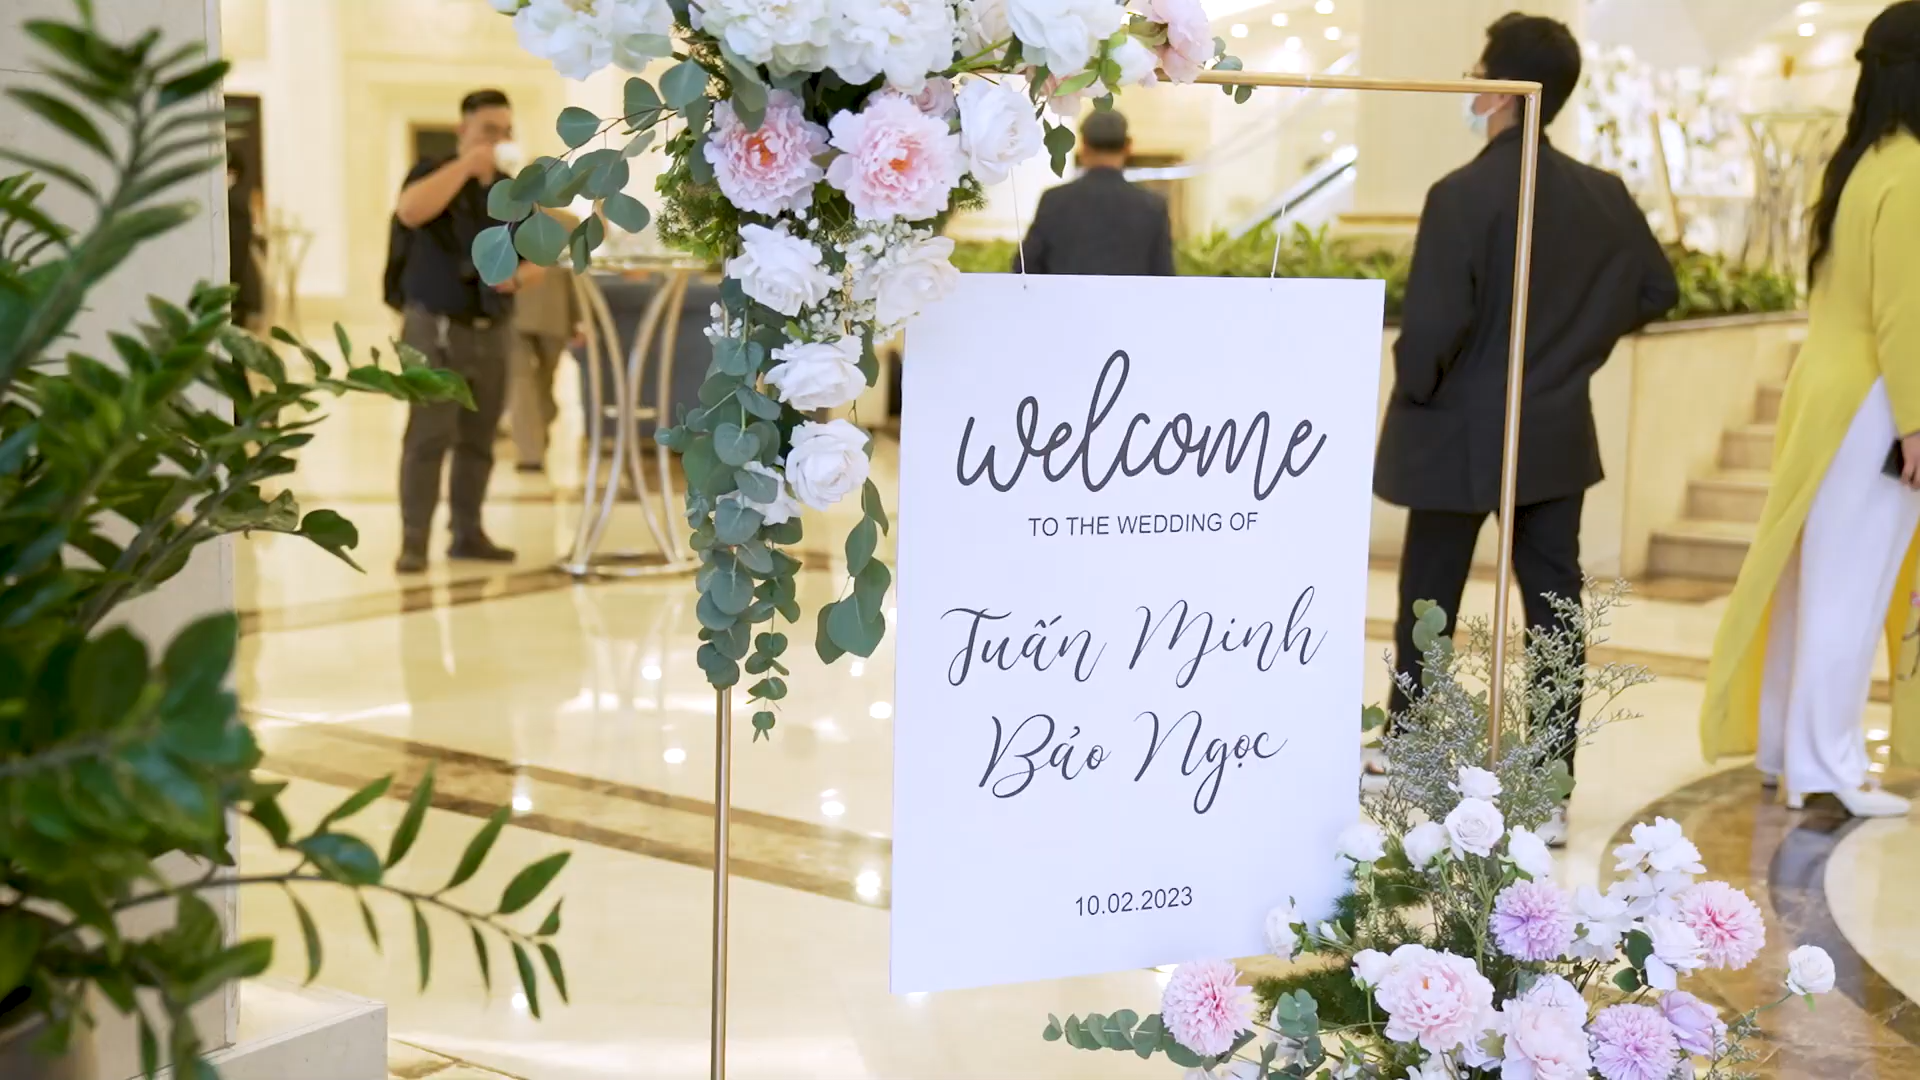 welcome
TO THE WEDDING OF
Tuấn Minh
Bảo Ngọc
10.02.2023